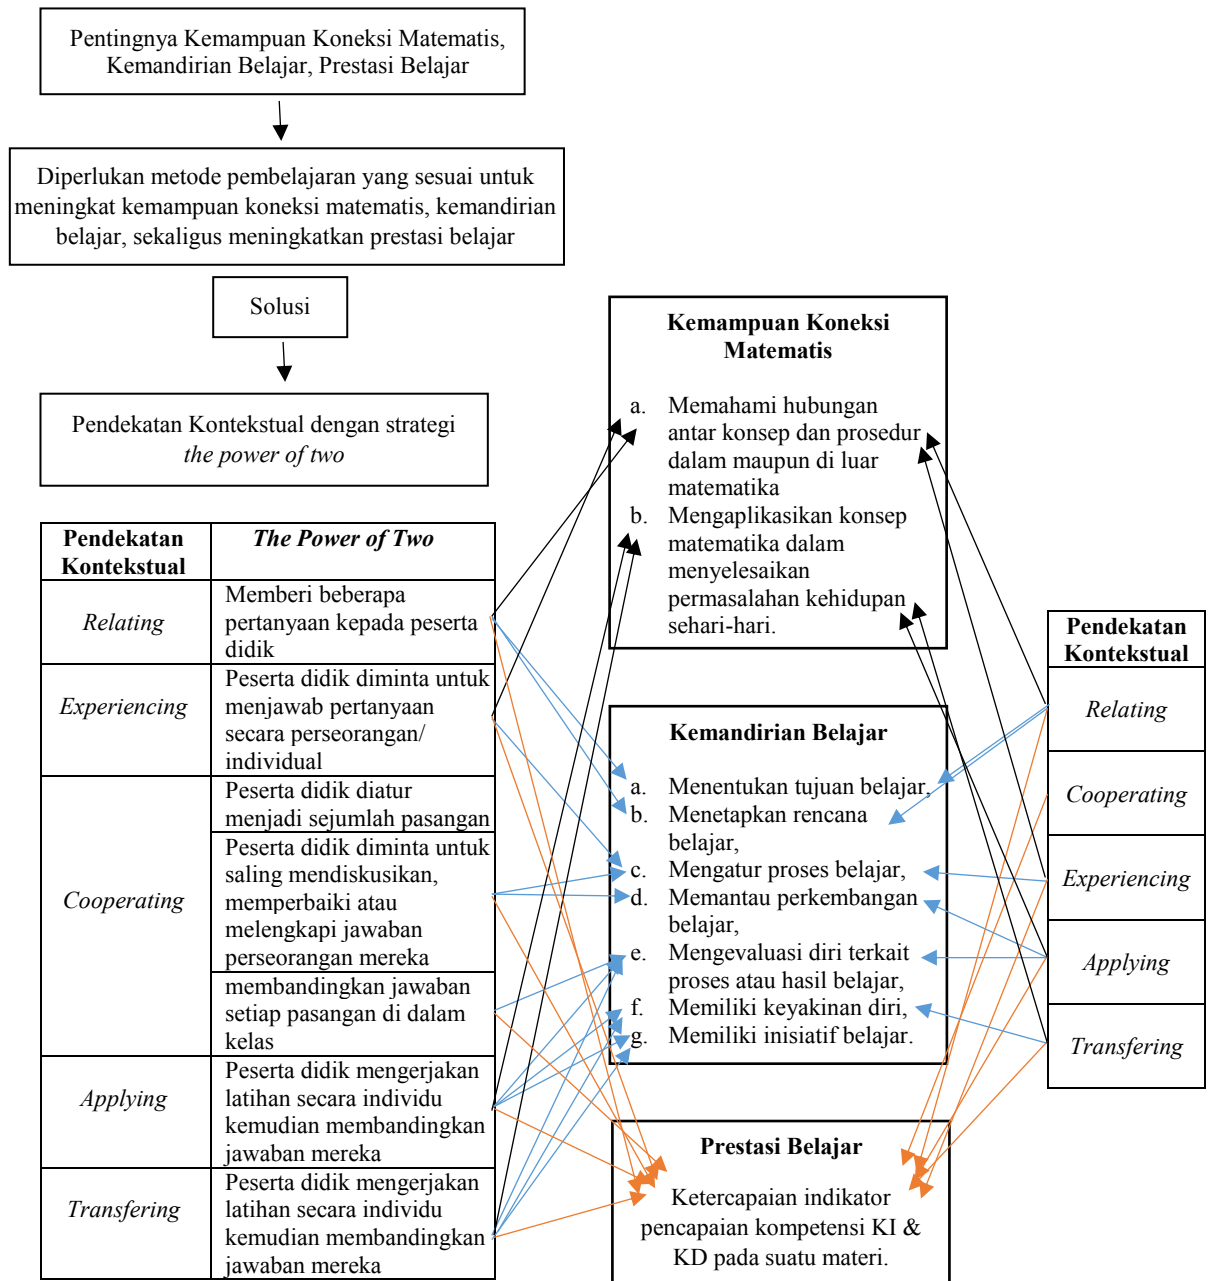 Pentingnya Kemampuan Koneksi Matematis,
Kemandirian Belajar, Prestasi Belajar
Diperlukan metode pembelajaran yang sesuai untuk
meningkat kemampuan koneksi matematis, kemandirian
belajar, sekaligus meningkatkan prestasi belajar
Solusi
Pendekatan Kontekstual dengan strategi
the power of two
Pendekatan
Kontekstual
The Power of Two
Relating
Memberi beberapa
pertanyaan kepada peserta
didik
Experiencing
Peserta didik diminta untuk
menjawab pertanyaan
secara perseorangan/
individual
Cooperating
Peserta didik diatur
menjadi sejumlah pasangan
Peserta didik diminta untuk
saling mendiskusikan,
memperbaiki atau
melengkapi jawaban
perseorangan mereka
membandingkan jawaban
setiap pasangan di dalam
kelas
Applying
Peserta didik mengerjakan
latihan secara individu
kemudian membandingkan
jawaban mereka
Transfering
Peserta didik mengerjakan
latihan secara individu
kemudian membandingkan
jawaban mereka
Kemampuan Koneksi
Matematis
a. Memahami hubungan
antar konsep dan prosedur
dalam maupun di luar
matematika
b. Mengaplikasikan konsep
matematika dalam
menyelesaikan
permasalahan kehidupan
sehari-hari.
Kemandirian Belajar
a. Menentukan tujuan belajar,
b. Menetapkan rencana
belajar,
c. Mengatur proses belajar,
d. Memantau perkembangan
belajar,
e. Mengevaluasi diri terkait
proses atau hasil belajar,
f. Memiliki keyakinan diri,
g. Memiliki inisiatif belajar.
Prestasi Belajar
Ketercapaian indikator
pencapaian kompetensi KI &
KD pada suatu materi.
Pendekatan
Kontekstual
Relating
Cooperating
Experiencing
Applying
Transfering